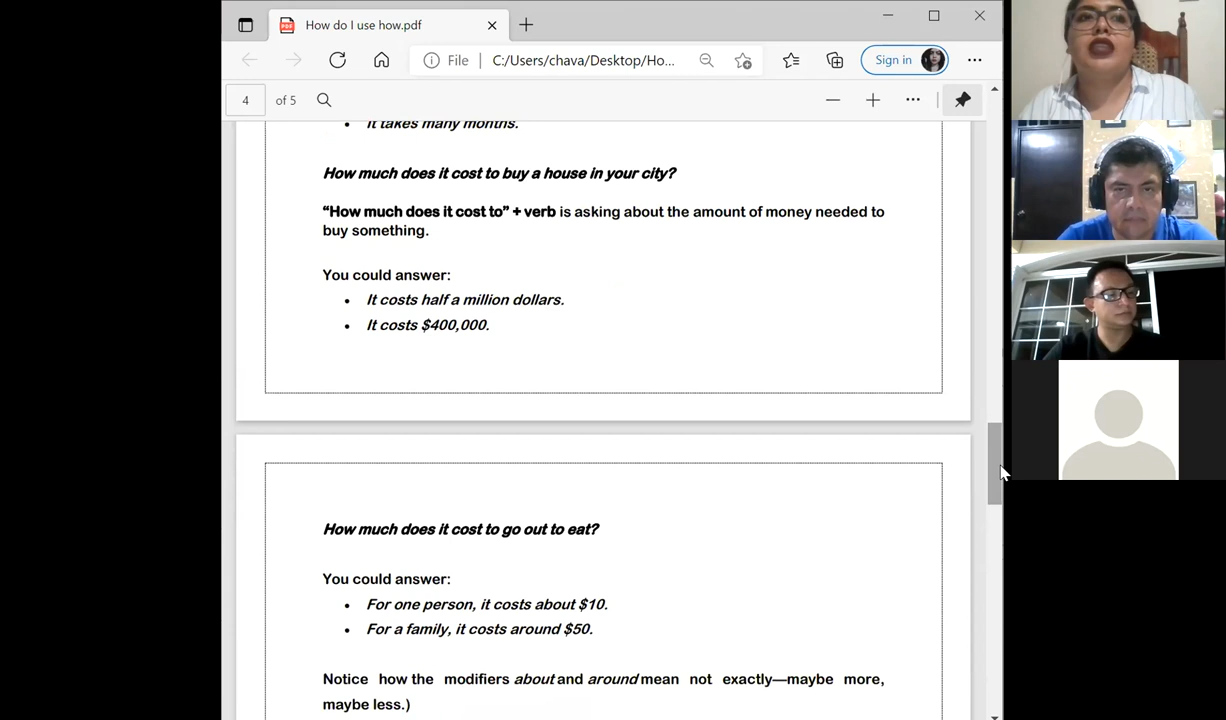 How do I use how.pdf
File
C:/Users/chava/Desktop/Ho...
Sign in
4
of 5
It takes many months.
How much does it cost to buy a house in your city?
“How much does it cost to” + verb is asking about the amount of money needed to
buy something.
You could answer:
• It costs half a million dollars.
• It costs $400,000.
How much does it cost to go out to eat?
You could answer:
• For one person, it costs about $10.
• For a family, it costs around $50.
Notice how the modifiers about and around mean not exactly—maybe more,
maybe less.)